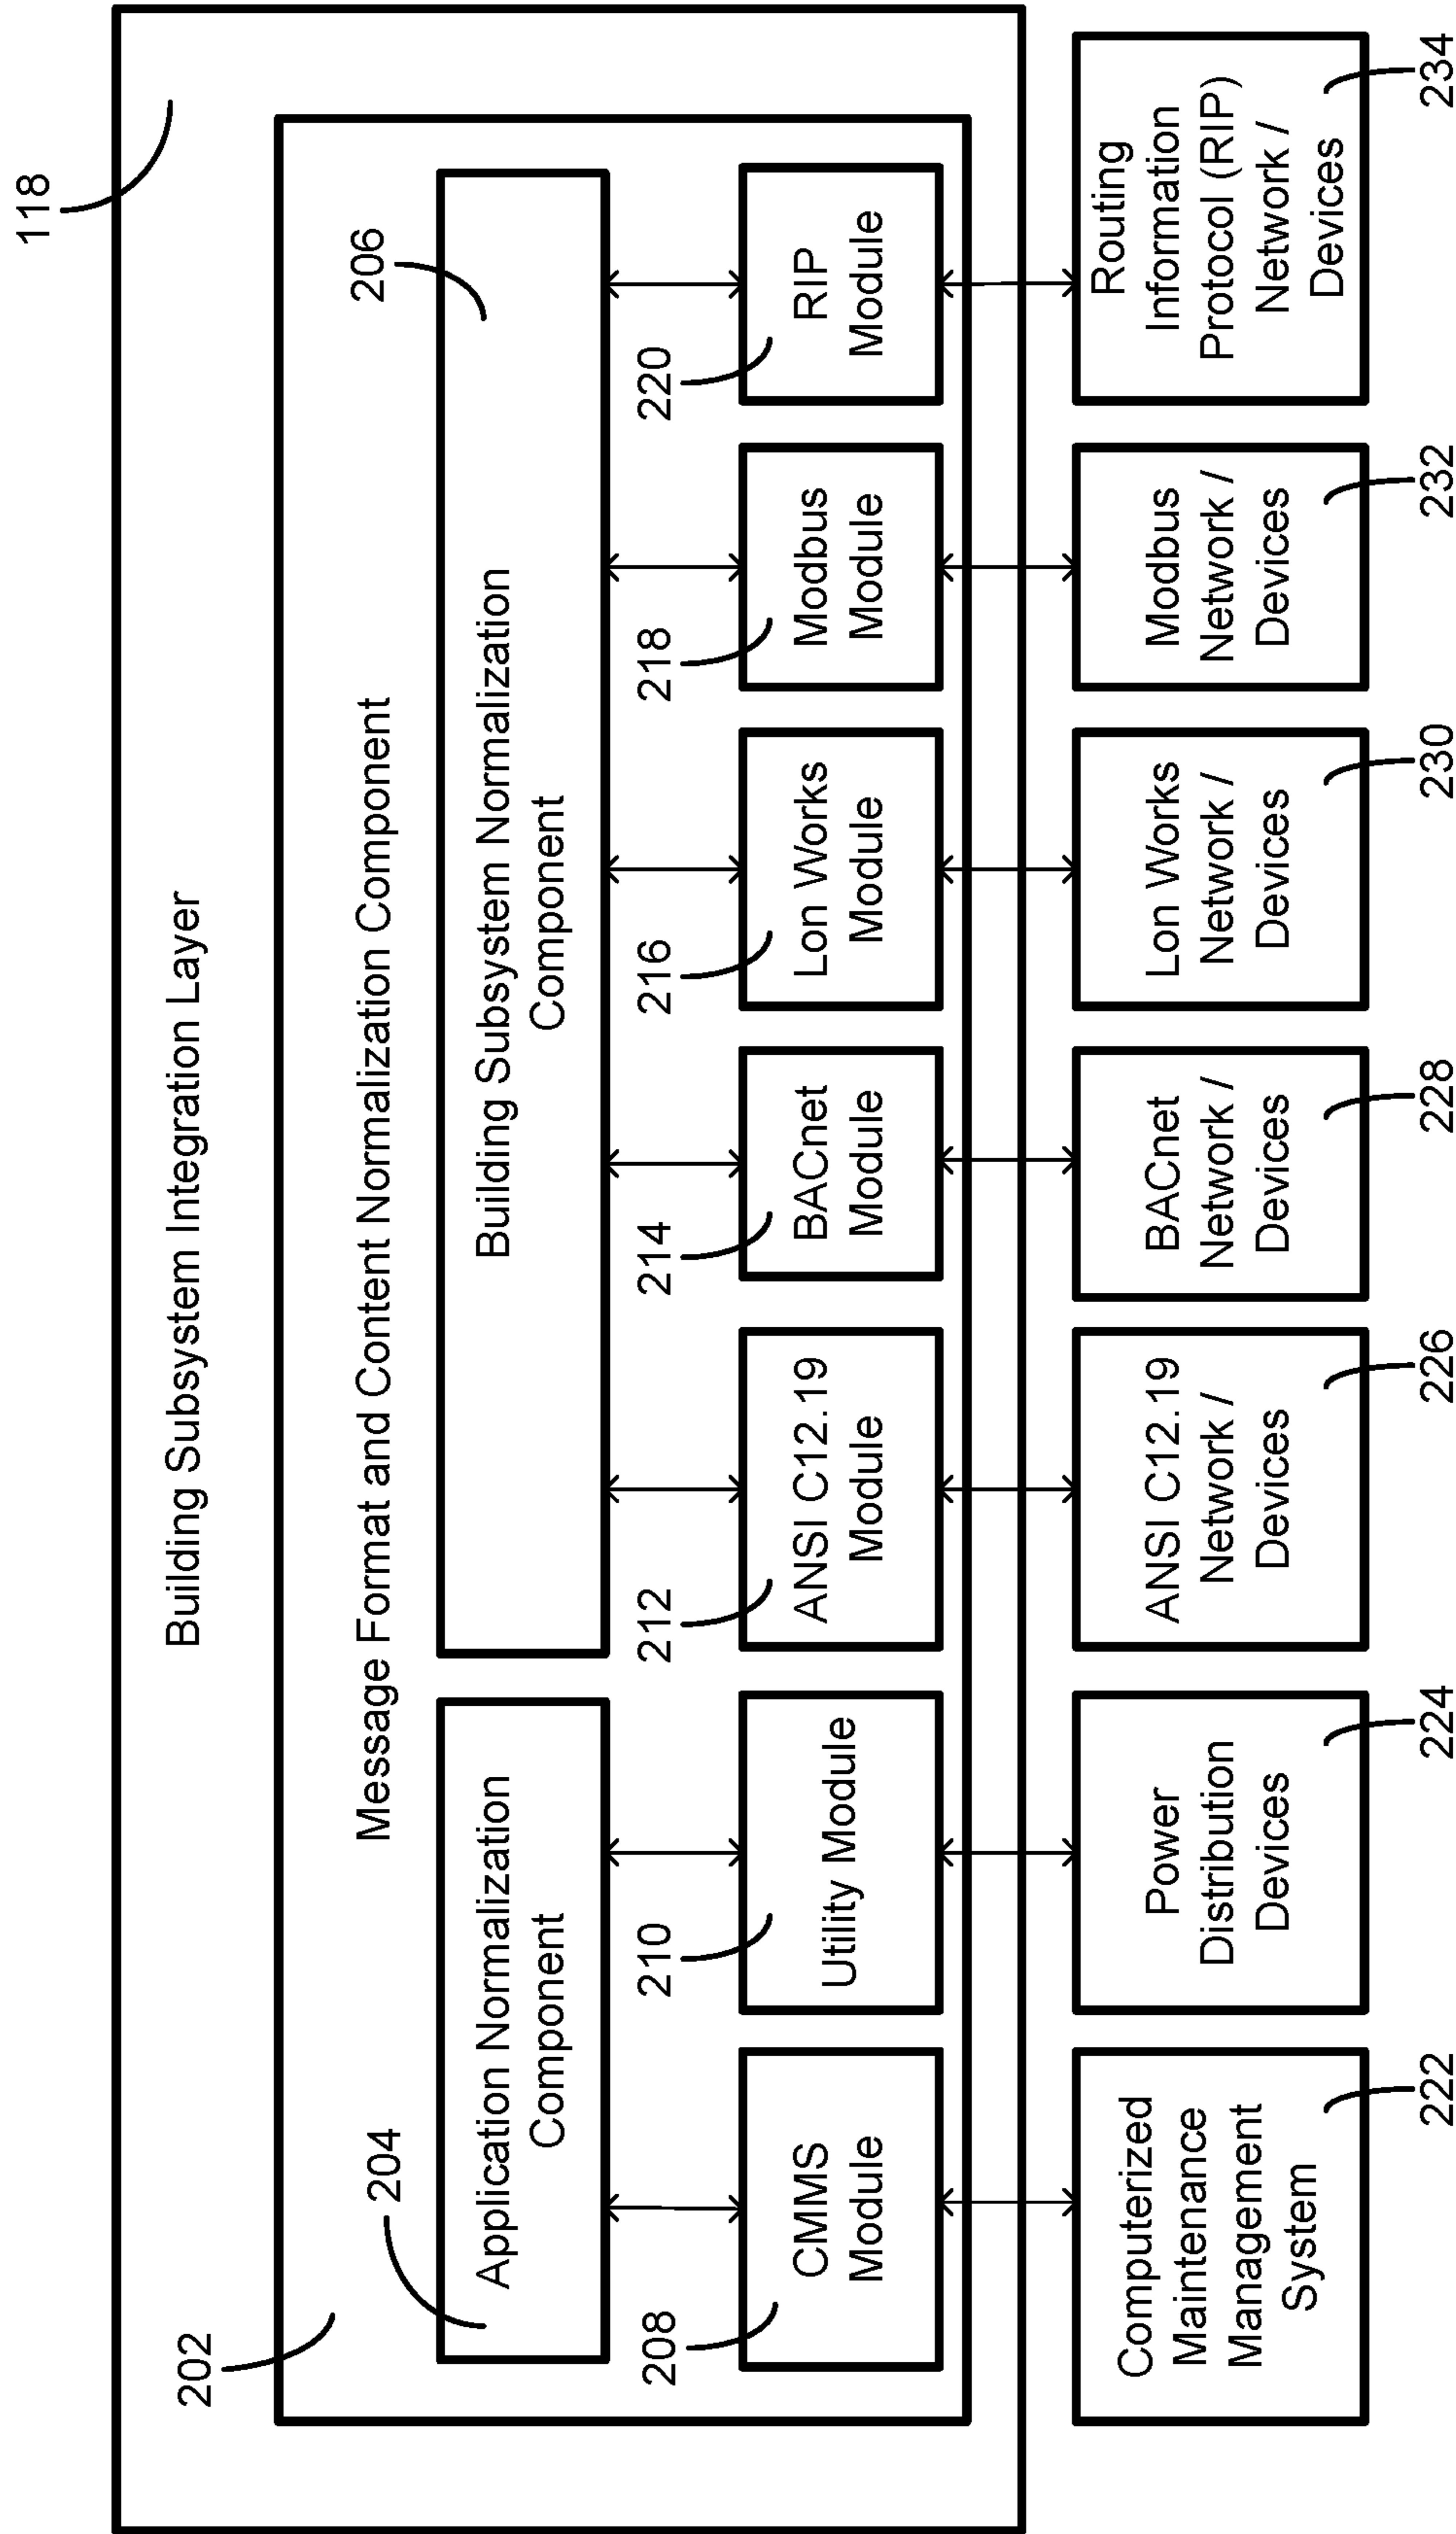 118
Building Subsystem Integration Layer
202
Message Format and Content Normalization Component
204
206
Application Normalization
Component
Building Subsystem Normalization
Component
208
210
212
214
216
218
220
CMMS
Module
Utility Module
ANSI C12.19
Module
BACnet
Module
Lon Works
Module
Modbus
Module
RIP
Module
Computerized
Maintenance
Management
System
Power
Distribution
Devices
ANSI C12.19
Network /
Devices
BACnet
Network /
Devices
Lon Works
Network /
Devices
Modbus
Network /
Devices
Routing
Information
Protocol (RIP)
Network /
Devices
222
224
226
228
230
232
234